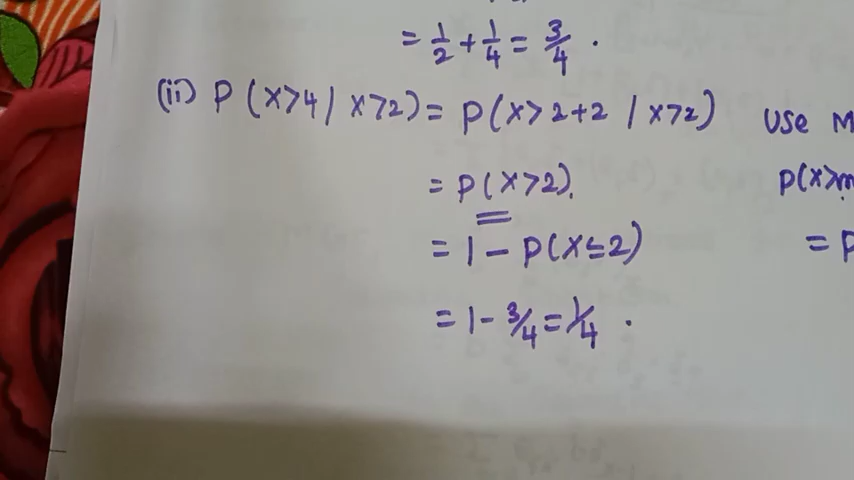 = 1/2 + 1/4 = 3/4 .
(ii) P(X>4 | X>2) = P(X>2+2 | X>2) Use M
= P(X>2). P(X>m
= 1 - P(X≤2) = P
= 1 - 3/4 = 1/4 .